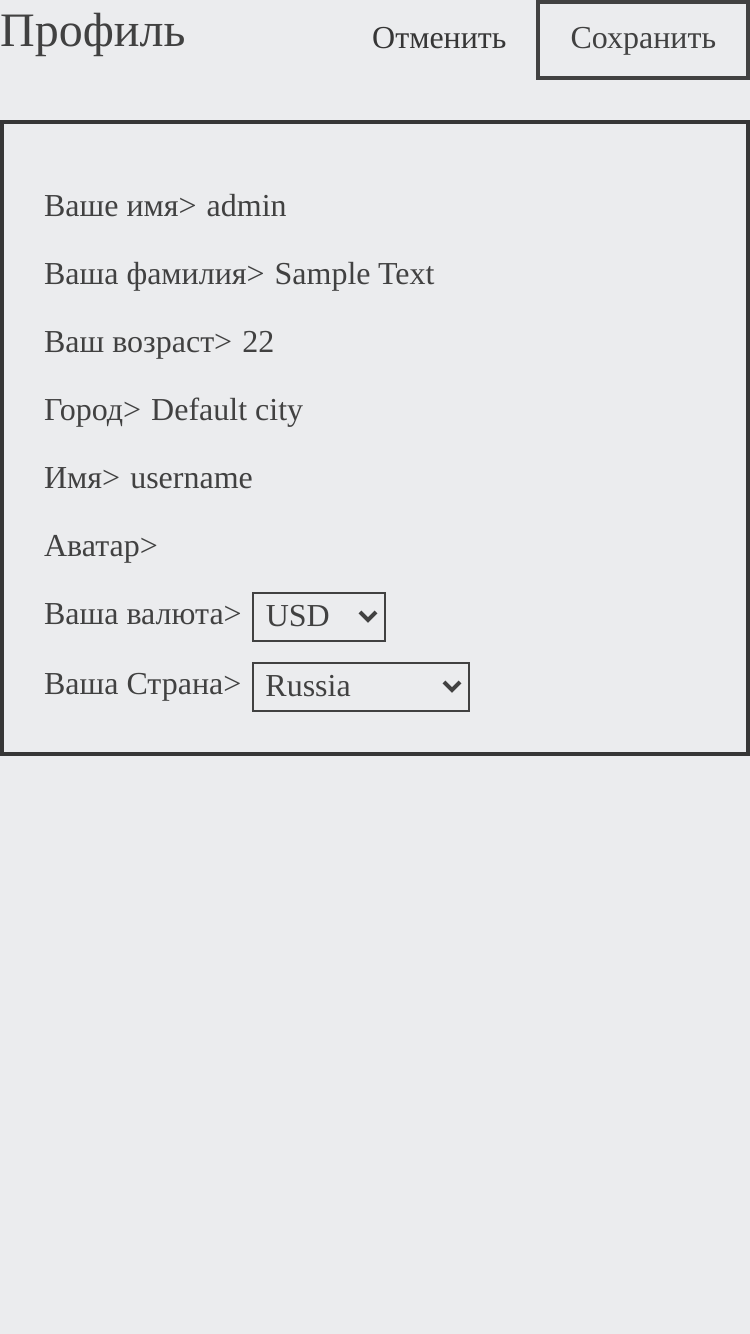 Профиль Отменить Сохранить
Ваше имя> admin
Ваша фамилия> Sample Text
Ваш возраст> 22
Город> Default city
Имя> username
Аватар>
Ваша валюта> USD
Ваша Страна> Russia